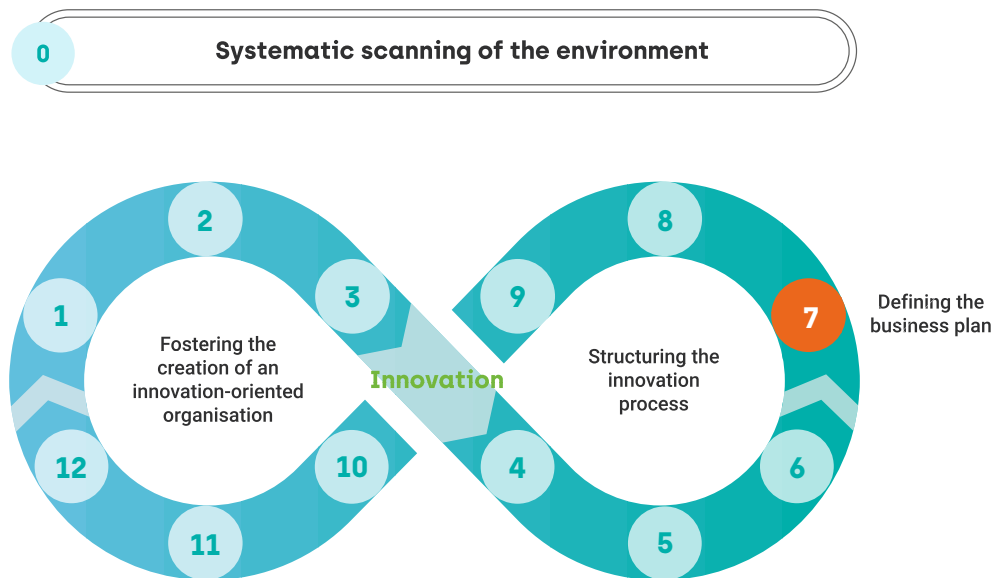 0
Systematic scanning of the environment
2
8
3
9
1
7
Defining the
business plan
Fostering the
creation of an
innovation-oriented
organisation
Innovation
Structuring the
innovation
process
12
10
4
6
11
5